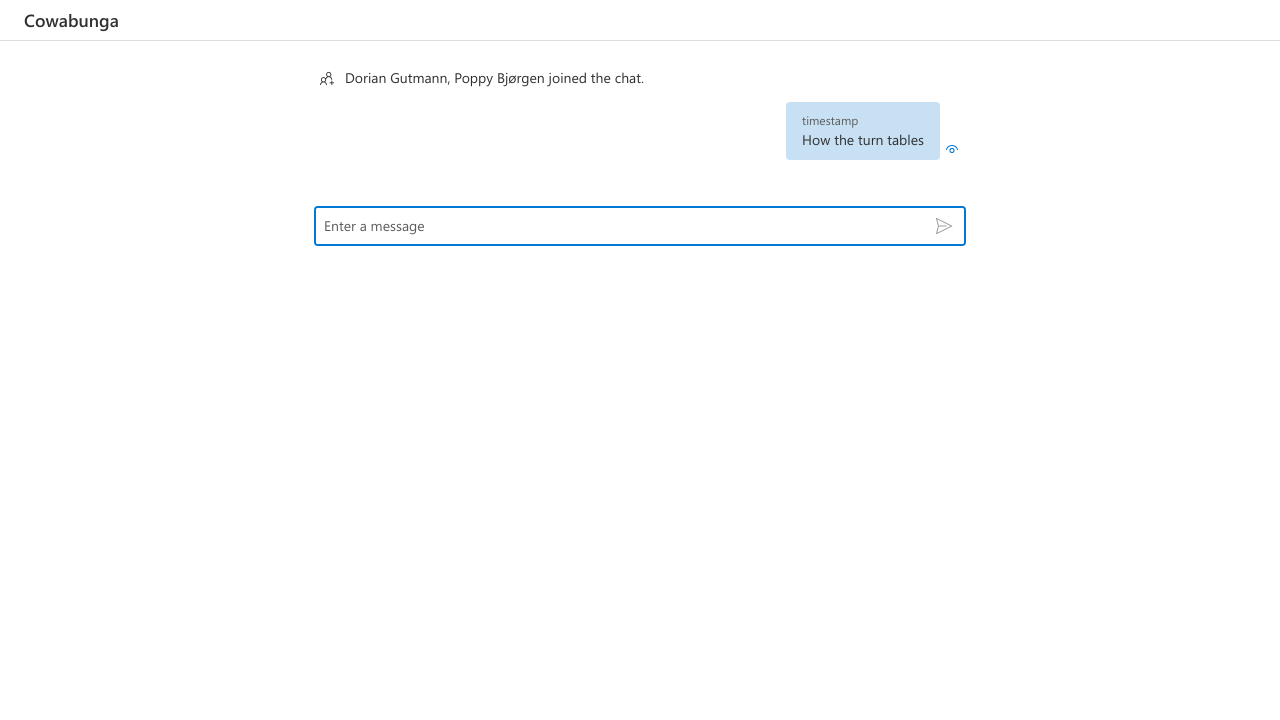 Cowabunga
Dorian Gutmann, Poppy Bjørgen joined the chat.
timestamp
How the turn tables
Enter a message